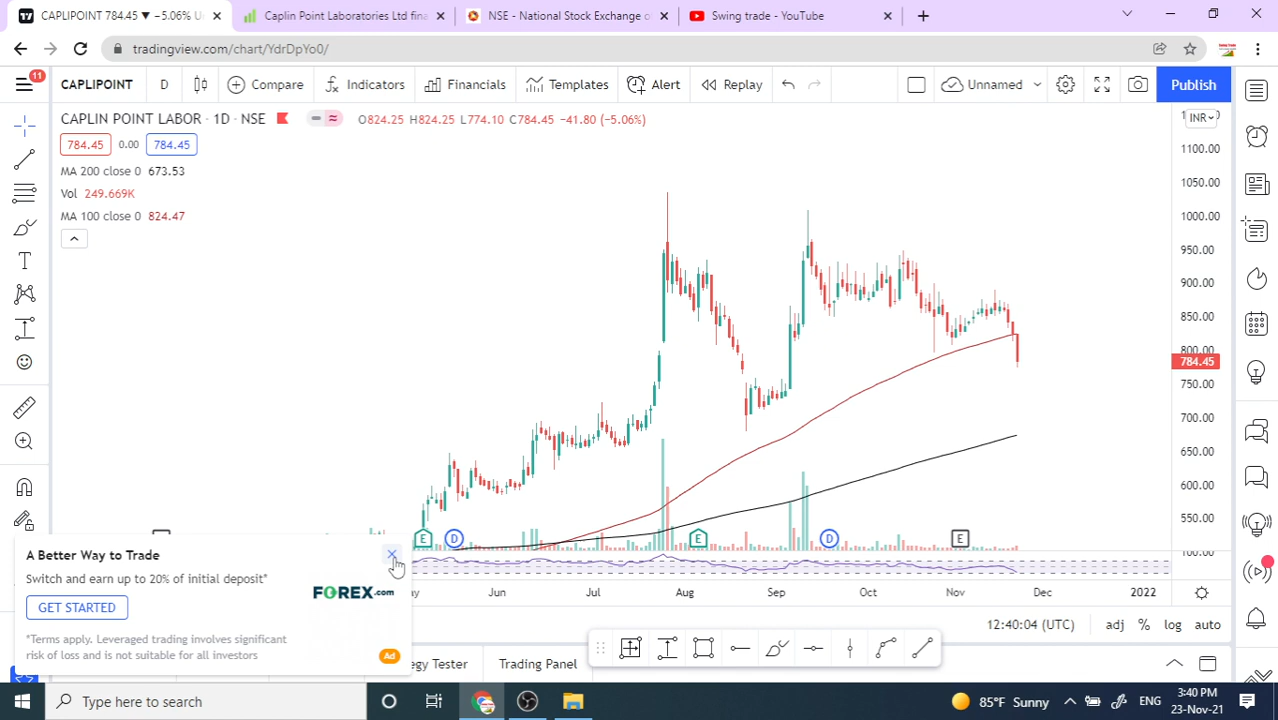 CAPLIPOINT 784.45 ▼ −5.06% U
Caplin Point Laboratories Ltd fina
NSE - National Stock Exchange o
Swing trade - YouTube
tradingview.com/chart/YdrDpYo0/
11
CAPLIPOINT
D
Compare
Indicators
Financials
Templates
Alert
Replay
Unnamed
Publish
CAPLIN POINT LABOR · 1D · NSE
O824.25 H824.25 L774.10 C784.45 −41.80 (−5.06%)
INR
784.45
0.00
784.45
MA 200 close 0 673.53
Vol 249.669K
MA 100 close 0 824.47
1100.00
1050.00
1000.00
950.00
900.00
850.00
800.00
784.45
750.00
700.00
650.00
600.00
550.00
100.00
E
D
E
D
E
Jun
Jul
Aug
Sep
Oct
Nov
Dec
2022
A Better Way to Trade
Switch and earn up to 20% of initial deposit*
FOREX.com
GET STARTED
*Terms apply. Leveraged trading involves significant
risk of loss and is not suitable for all investors
Ad
12:40:04 (UTC)
adj
%
log
auto
egy Tester
Trading Panel
Type here to search
85°F Sunny
ENG
3:40 PM
23-Nov-21